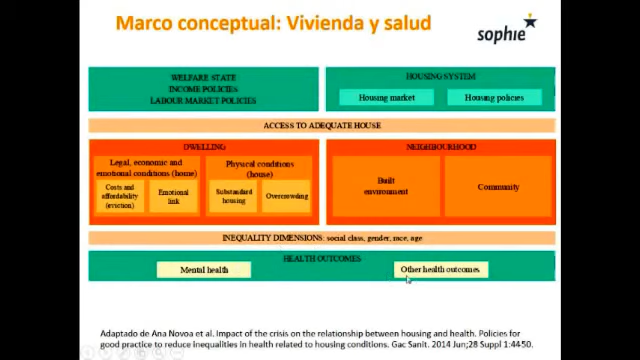 Marco conceptual: Vivienda y salud
sophie
WELFARE STATE
INCOME POLICIES
LABOUR MARKET POLICIES
HOUSING SYSTEM
Housing market
Housing policies
ACCESS TO ADEQUATE HOUSE
DWELLING
Legal, economic and
emotional conditions (home)
Costs and
affordability
(eviction)
Emotional
link
Physical conditions
(house)
Substandard
housing
Overcrowding
NEIGHBOURHOOD
Built
environment
Community
INEQUALITY DIMENSIONS: social class, gender, race, age
HEALTH OUTCOMES
Mental health
Other health outcomes
Adaptado de Ana Novoa et al. Impact of the crisis on the relationship between housing and health. Policies for
good practice to reduce inequalities in health related to housing conditions. Gac Sanit. 2014 Jun;28 Suppl 1:4450.